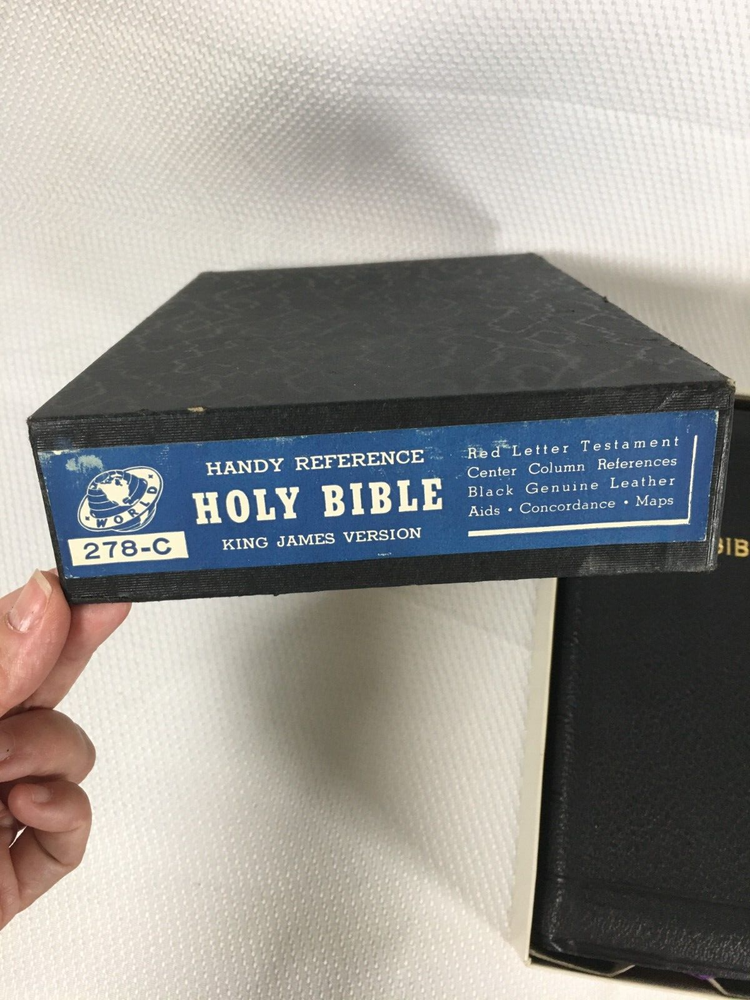 WORLD
278-C
HANDY REFERENCE
HOLY BIBLE
KING JAMES VERSION
Red Letter Testament
Center Column References
Black Genuine Leather
Aids • Concordance • Maps